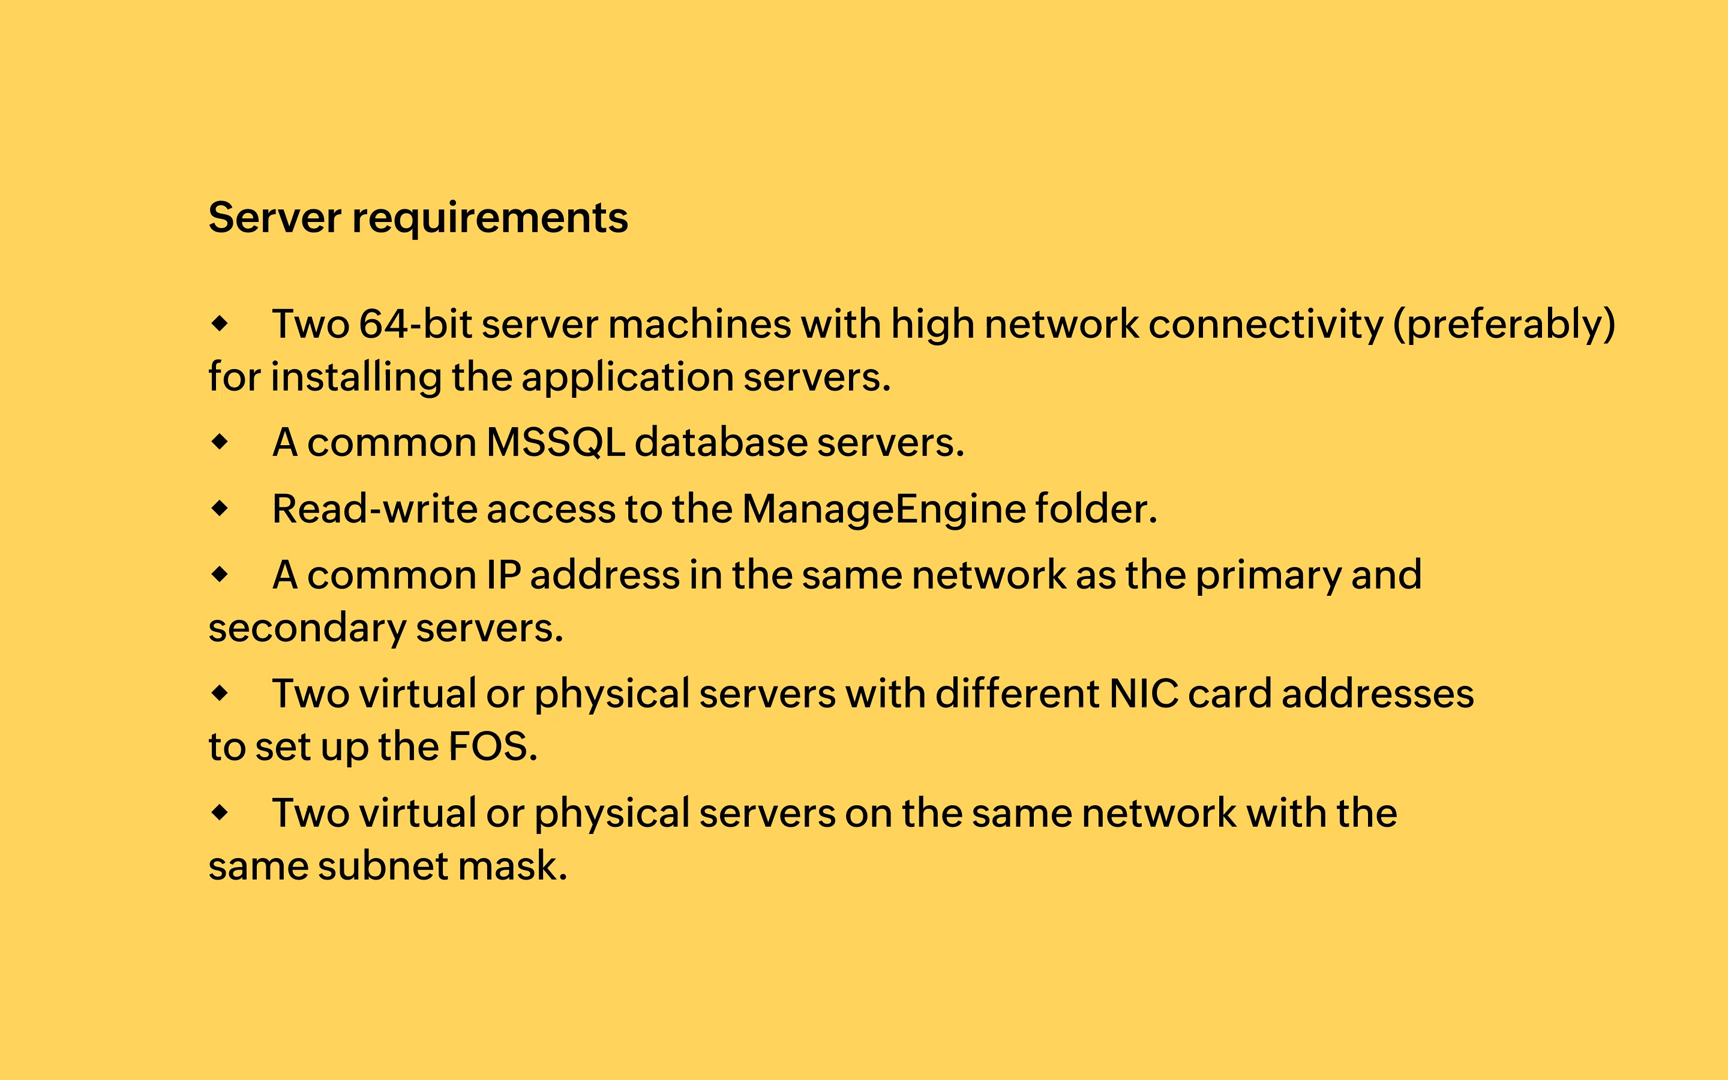 Server requirements
◆ Two 64-bit server machines with high network connectivity (preferably)
for installing the application servers.
◆ A common MSSQL database servers.
◆ Read-write access to the ManageEngine folder.
◆ A common IP address in the same network as the primary and
secondary servers.
◆ Two virtual or physical servers with different NIC card addresses
to set up the FOS.
◆ Two virtual or physical servers on the same network with the
same subnet mask.